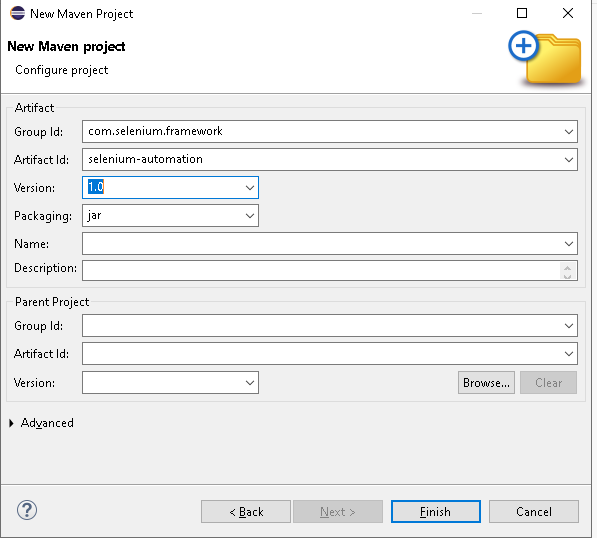 New Maven Project
New Maven project
Configure project
Artifact
Group Id: com.selenium.framework
Artifact Id: selenium-automation
Version: 1.0
Packaging: jar
Name:
Description:
Parent Project
Group Id:
Artifact Id:
Version: Browse... Clear
Advanced
? < Back Next > Finish Cancel